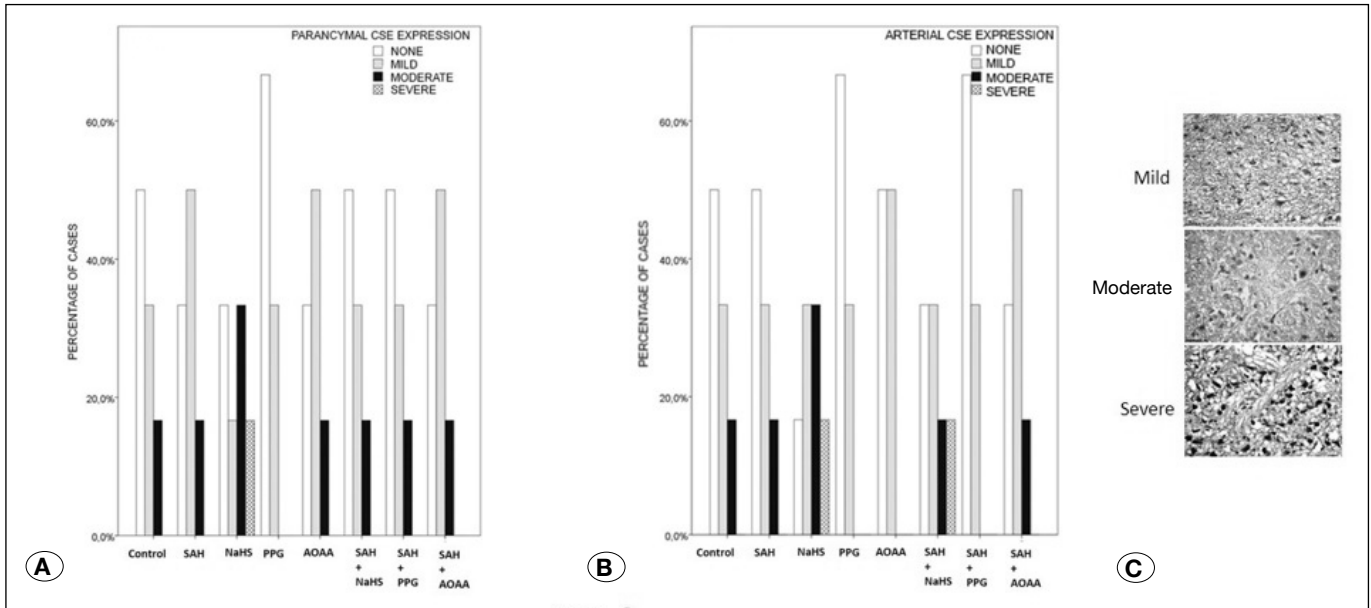 PARANCYMAL CSE EXPRESSION
NONE
MILD
MODERATE
SEVERE
PERCENTAGE OF CASES
60,0%
40,0%
20,0%
0,0%
Control SAH NaHS PPG AOAA SAH + NaHS SAH + PPG SAH + AOAA
A
ARTERIAL CSE EXPRESSION
NONE
MILD
MODERATE
SEVERE
PERCENTAGE OF CASES
60,0%
40,0%
20,0%
0,0%
Control SAH NaHS PPG AOAA SAH + NaHS SAH + PPG SAH + AOAA
B
Mild
Moderate
Severe
C